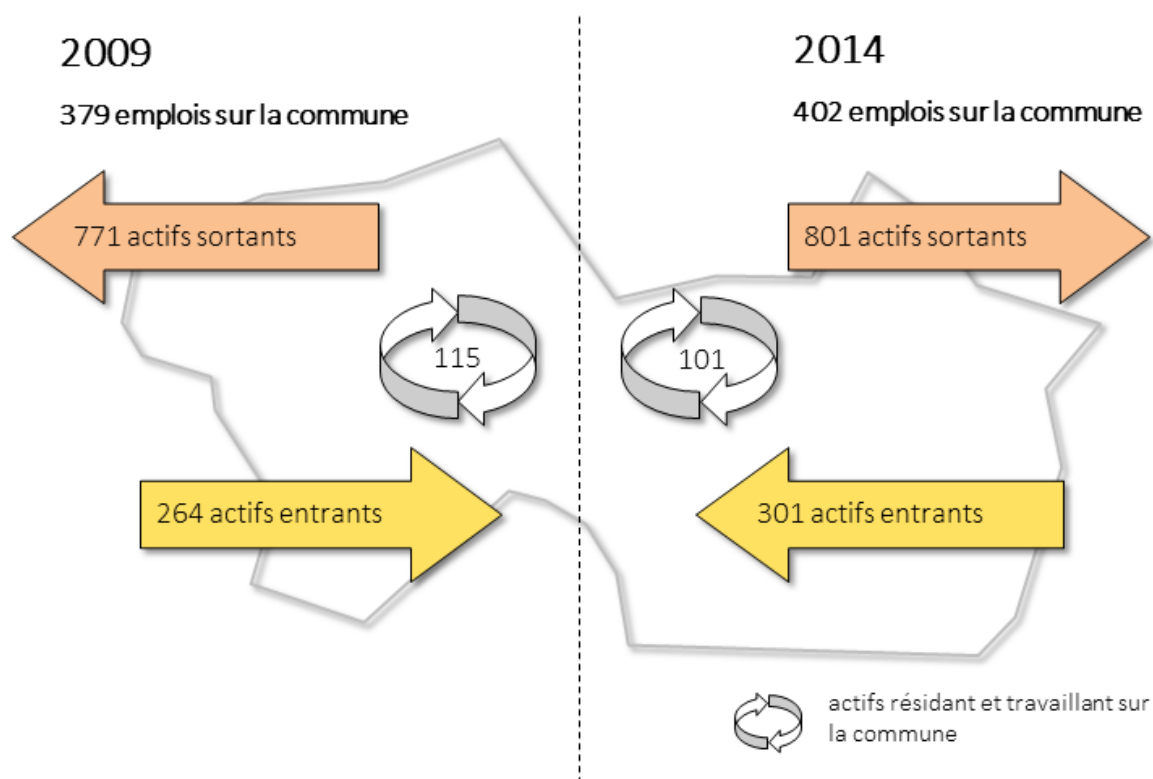 2009
379 emplois sur la commune
771 actifs sortants
115
264 actifs entrants
2014
402 emplois sur la commune
801 actifs sortants
101
301 actifs entrants
actifs résidant et travaillant sur
la commune